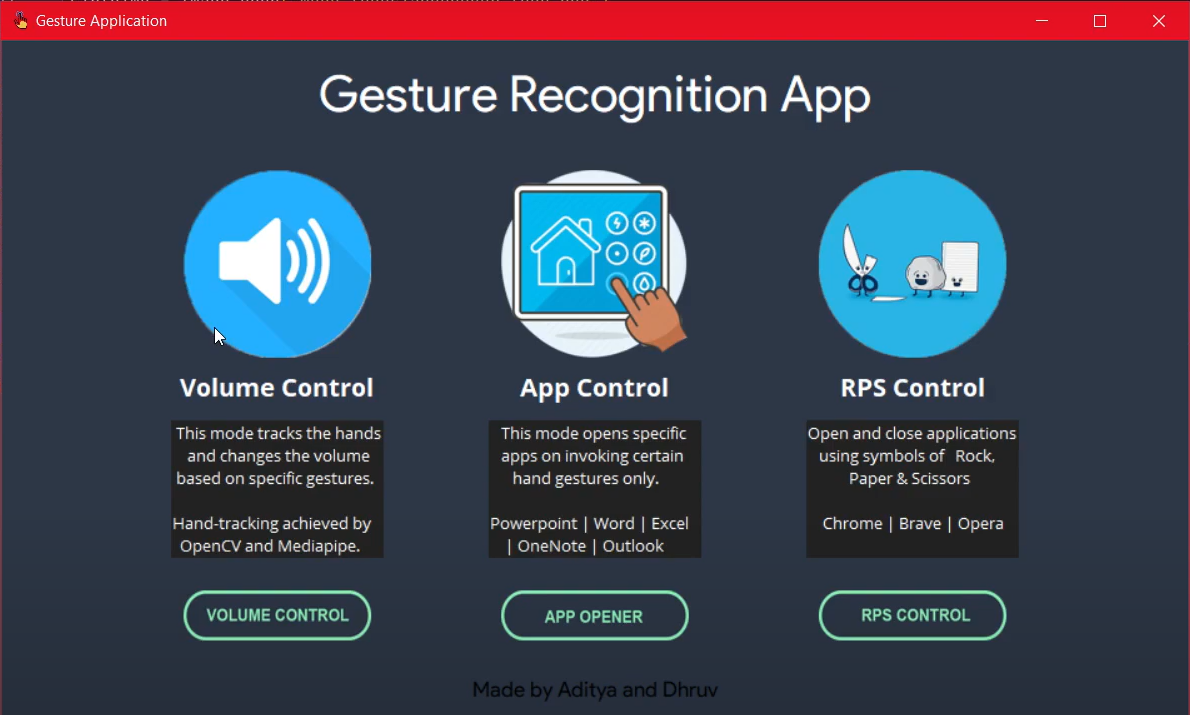 Gesture Application
Gesture Recognition App
Volume Control
This mode tracks the hands
and changes the volume
based on specific gestures.
Hand-tracking achieved by
OpenCV and Mediapipe.
VOLUME CONTROL
App Control
This mode opens specific
apps on invoking certain
hand gestures only.
Powerpoint | Word | Excel
| OneNote | Outlook
APP OPENER
RPS Control
Open and close applications
using symbols of Rock,
Paper & Scissors
Chrome | Brave | Opera
RPS CONTROL
Made by Aditya and Dhruv